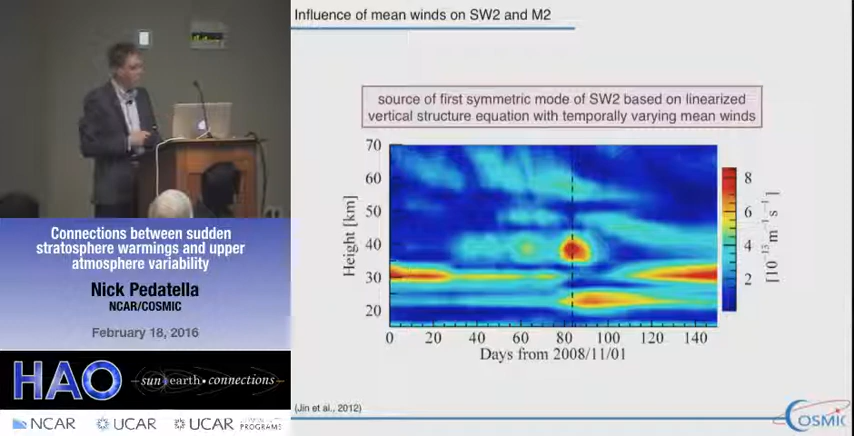 Influence of mean winds on SW2 and M2
source of first symmetric mode of SW2 based on linearized
vertical structure equation with temporally varying mean winds
70
60
50
40
30
20
Height [km]
0 20 40 60 80 100 120 140
Days from 2008/11/01
8
6
4
2
[10⁻¹³ m⁻¹ s⁻¹]
(Jin et al., 2012)
COSMIC
Connections between sudden
stratosphere warmings and upper
atmosphere variability
Nick Pedatella
NCAR/COSMIC
February 18, 2016
HAO
sun•earth•connections
NCAR UCAR UCAR
PROGRAMS